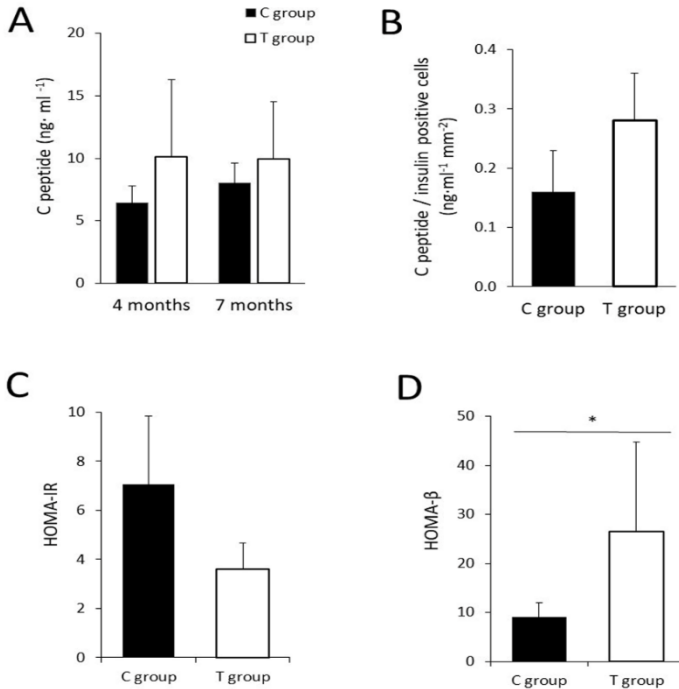 A
C group
T group
C peptide (ng· ml -1)
20
15
10
5
0
4 months
7 months
B
C peptide / insulin positive cells
(ng·ml-1 mm-2)
0.4
0.3
0.2
0.1
0.0
C group
T group
C
HOMA-IR
10
8
6
4
2
0
C group
T group
D
HOMA-β
50
40
30
20
10
0
*
C group
T group